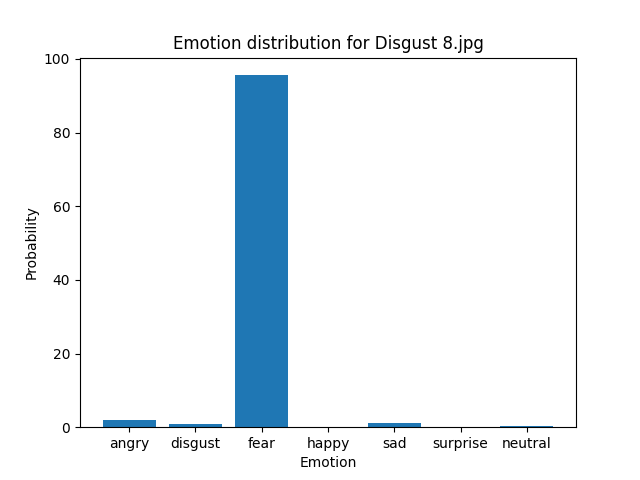 Emotion distribution for Disgust 8.jpg
100
80
60
40
20
0
Probability
angry disgust fear happy sad surprise neutral
Emotion